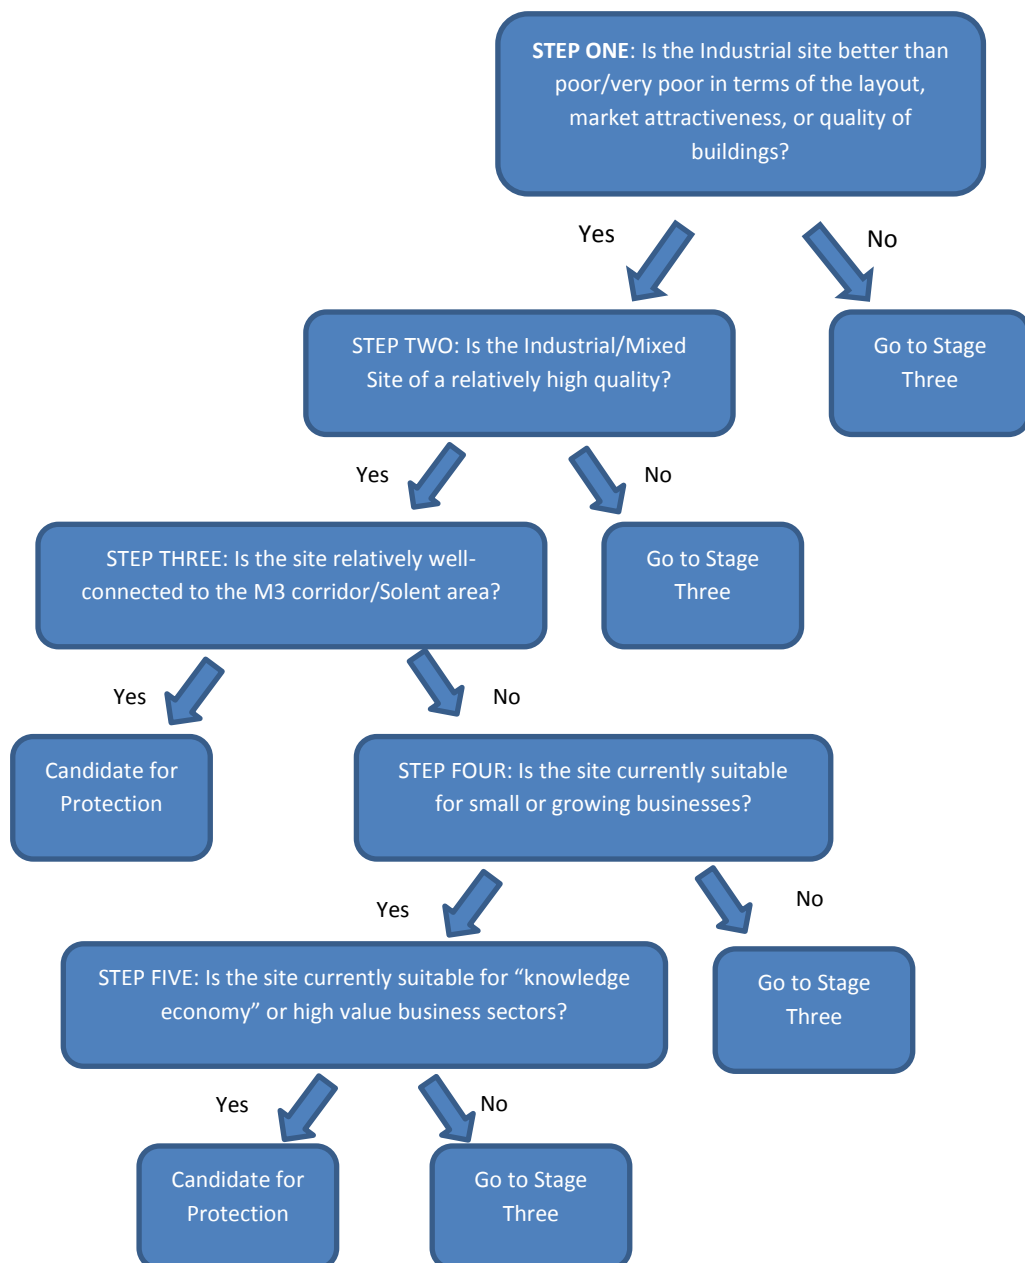 STEP ONE: Is the Industrial site better than
poor/very poor in terms of the layout,
market attractiveness, or quality of
buildings?
Yes
No
STEP TWO: Is the Industrial/Mixed
Site of a relatively high quality?
Go to Stage
Three
Yes
No
STEP THREE: Is the site relatively well-
connected to the M3 corridor/Solent area?
Go to Stage
Three
Yes
No
Candidate for
Protection
STEP FOUR: Is the site currently suitable
for small or growing businesses?
Yes
No
STEP FIVE: Is the site currently suitable for “knowledge
economy” or high value business sectors?
Go to Stage
Three
Yes
No
Candidate for
Protection
Go to Stage
Three